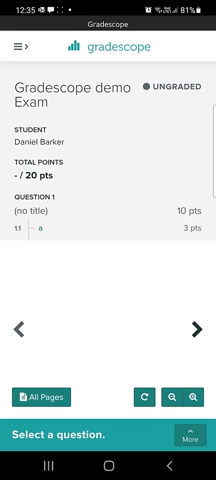 12:35
81%
Gradescope
gradescope
Gradescope demo
Exam
UNGRADED
STUDENT
Daniel Barker
TOTAL POINTS
- / 20 pts
QUESTION 1
(no title) 10 pts
1.1 a 3 pts
All Pages
Select a question.
More